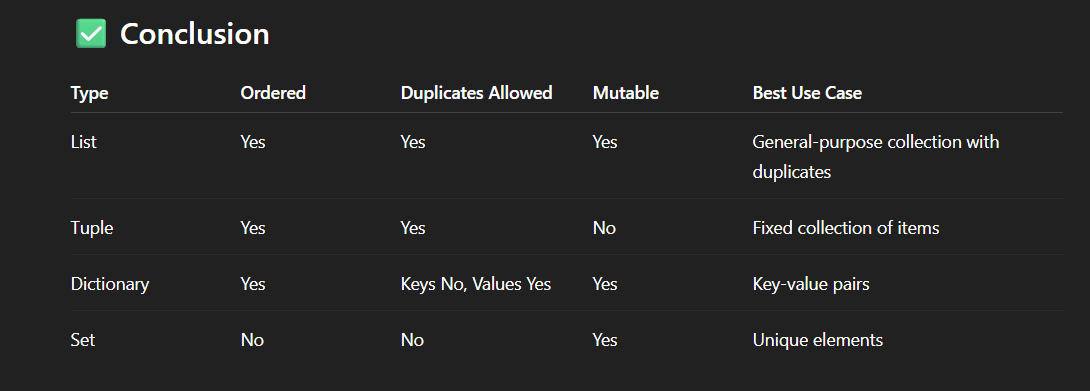 ✅ Conclusion
Type Ordered Duplicates Allowed Mutable Best Use Case
List Yes Yes Yes General-purpose collection with
duplicates
Tuple Yes Yes No Fixed collection of items
Dictionary Yes Keys No, Values Yes Yes Key-value pairs
Set No No Yes Unique elements